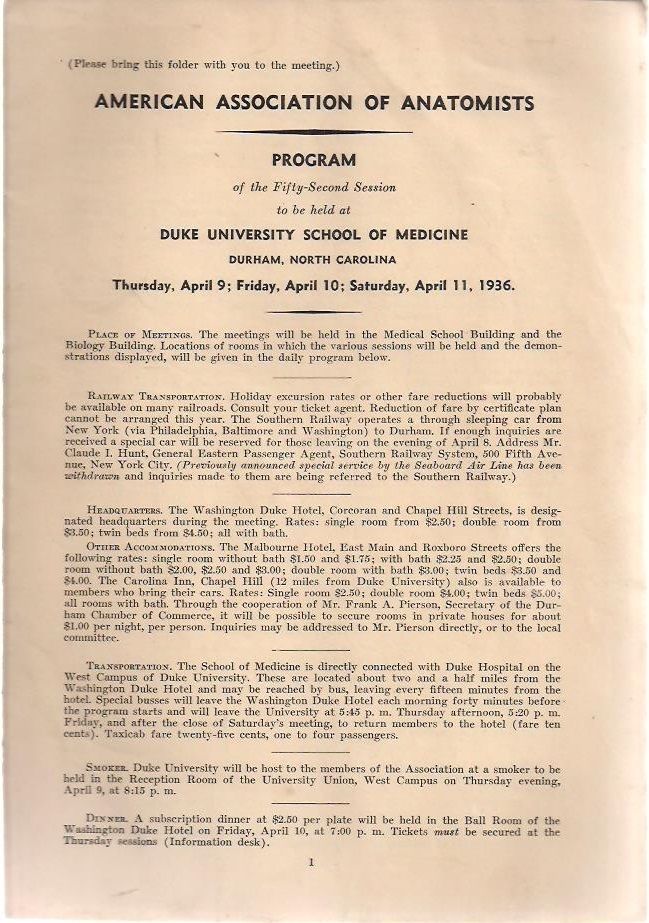 (Please bring this folder with you to the meeting.)
AMERICAN ASSOCIATION OF ANATOMISTS
PROGRAM
of the Fifty-Second Session
to be held at
DUKE UNIVERSITY SCHOOL OF MEDICINE
DURHAM, NORTH CAROLINA
Thursday, April 9; Friday, April 10; Saturday, April 11, 1936.
PLACE OF MEETINGS. The meetings will be held in the Medical School Building and the
Biology Building. Locations of rooms in which the various sessions will be held and the demon-
strations displayed, will be given in the daily program below.
RAILWAY TRANSPORTATION. Holiday excursion rates or other fare reductions will probably
be available on many railroads. Consult your ticket agent. Reduction of fare by certificate plan
cannot be arranged this year. The Southern Railway operates a through sleeping car from
New York (via Philadelphia, Baltimore and Washington) to Durham. If enough inquiries are
received a special car will be reserved for those leaving on the evening of April 8. Address Mr.
Claude I. Hunt, General Eastern Passenger Agent, Southern Railway System, 500 Fifth Ave-
nue, New York City. (Previously announced special service by the Seaboard Air Line has been
withdrawn and inquiries made to them are being referred to the Southern Railway.)
HEADQUARTERS. The Washington Duke Hotel, Corcoran and Chapel Hill Streets, is desig-
nated headquarters during the meeting. Rates: single room from $2.50; double room from
$3.50; twin beds from $4.50; all with bath.
OTHER ACCOMMODATIONS. The Malbourne Hotel, East Main and Roxboro Streets offers the
following rates: single room without bath $1.50 and $1.75; with bath $2.25 and $2.50; double
room without bath $2.00, $2.50 and $3.00; double room with bath $3.00; twin beds $3.50 and
$4.00. The Carolina Inn, Chapel Hill (12 miles from Duke University) also is available to
members who bring their cars. Rates: Single room $2.50; double room $4.00; twin beds $5.00;
all rooms with bath. Through the cooperation of Mr. Frank A. Pierson, Secretary of the Dur-
ham Chamber of Commerce, it will be possible to secure rooms in private houses for about
$1.00 per night, per person. Inquiries may be addressed to Mr. Pierson directly, or to the local
committee.
TRANSPORTATION. The School of Medicine is directly connected with Duke Hospital on the
West Campus of Duke University. These are located about two and a half miles from the
Washington Duke Hotel and may be reached by bus, leaving every fifteen minutes from the
hotel. Special busses will leave the Washington Duke Hotel each morning forty minutes before
the program starts and will leave the University at 5:45 p. m. Thursday afternoon, 5:20 p. m.
Friday, and after the close of Saturday's meeting, to return members to the hotel (fare ten
cents). Taxicab fare twenty-five cents, one to four passengers.
SMOKER. Duke University will be host to the members of the Association at a smoker to be
held in the Reception Room of the University Union, West Campus on Thursday evening,
April 9, at 8:15 p. m.
DINNER. A subscription dinner at $2.50 per plate will be held in the Ball Room of the
Washington Duke Hotel on Friday, April 10, at 7:00 p. m. Tickets must be secured at the
Thursday sessions (Information desk).
1